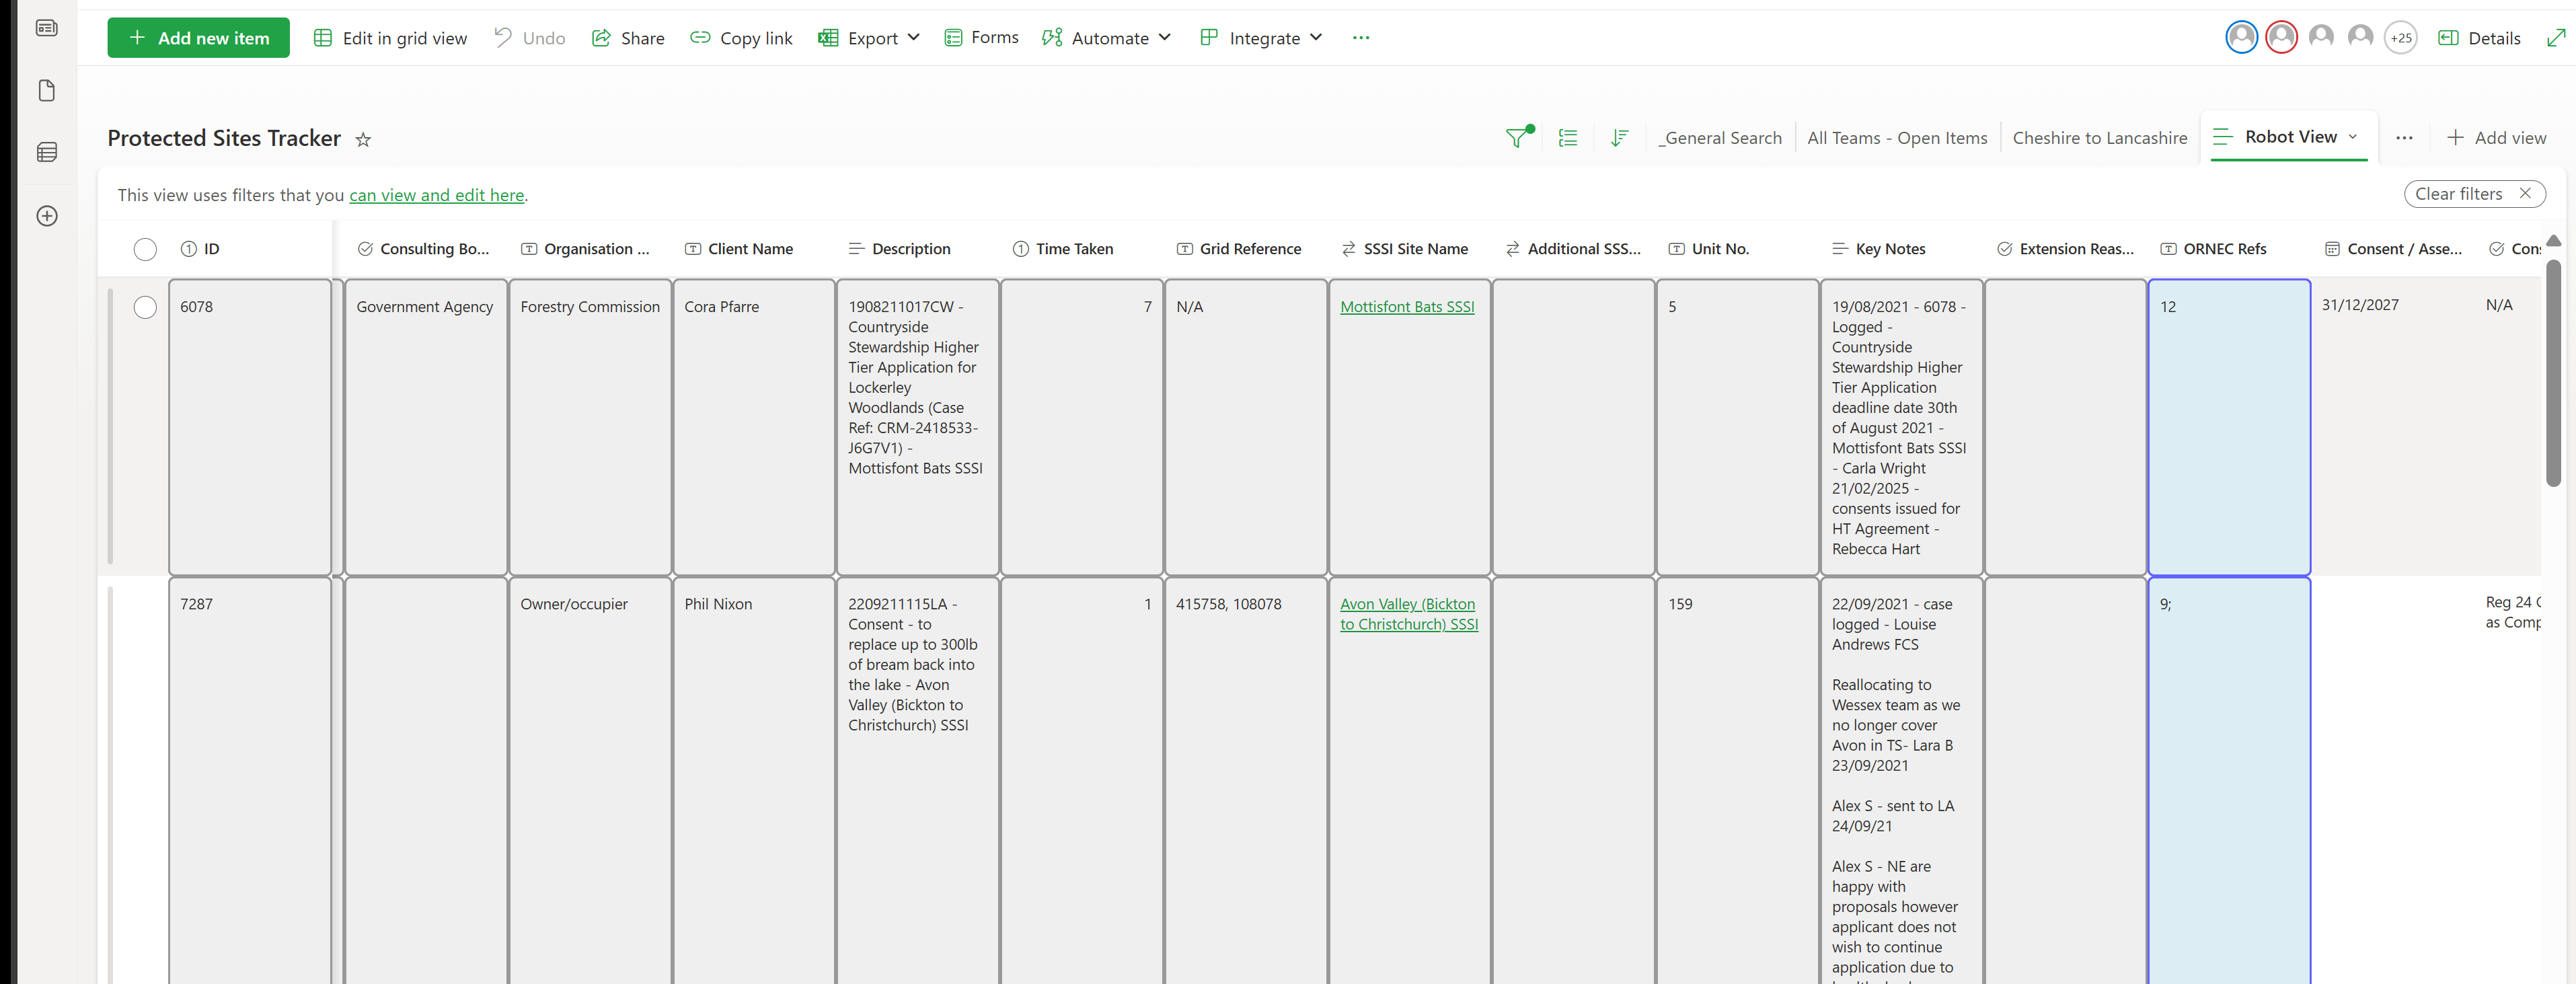 Add new item
Edit in grid view
Undo
Share
Copy link
Export
Forms
Automate
Integrate
+25
Details
Protected Sites Tracker
_General Search
All Teams - Open Items
Cheshire to Lancashire
Robot View
Add view
This view uses filters that you can view and edit here.
Clear filters
ID
Consulting Bo...
Organisation ...
Client Name
Description
Time Taken
Grid Reference
SSSI Site Name
Additional SSS...
Unit No.
Key Notes
Extension Reas...
ORNEC Refs
Consent / Asse...
Cons
6078
Government Agency
Forestry Commission
Cora Pfarre
1908211017CW -
Countryside
Stewardship Higher
Tier Application for
Lockerley
Woodlands (Case
Ref: CRM-2418533-
J6G7V1) -
Mottisfont Bats SSSI
7
N/A
Mottisfont Bats SSSI
5
19/08/2021 - 6078 -
Logged -
Countryside
Stewardship Higher
Tier Application
deadline date 30th
of August 2021 -
Mottisfont Bats SSSI
- Carla Wright
21/02/2025 -
consents issued for
HT Agreement -
Rebecca Hart
12
31/12/2027
N/A
7287
Owner/occupier
Phil Nixon
2209211115LA -
Consent - to
replace up to 300lb
of bream back into
the lake - Avon
Valley (Bickton to
Christchurch) SSSI
1
415758, 108078
Avon Valley (Bickton
to Christchurch) SSSI
159
22/09/2021 - case
logged - Louise
Andrews FCS
Reallocating to
Wessex team as we
no longer cover
Avon in TS- Lara B
23/09/2021
Alex S - sent to LA
24/09/21
Alex S - NE are
happy with
proposals however
applicant does not
wish to continue
application due to
9;
Reg 24
as Comp